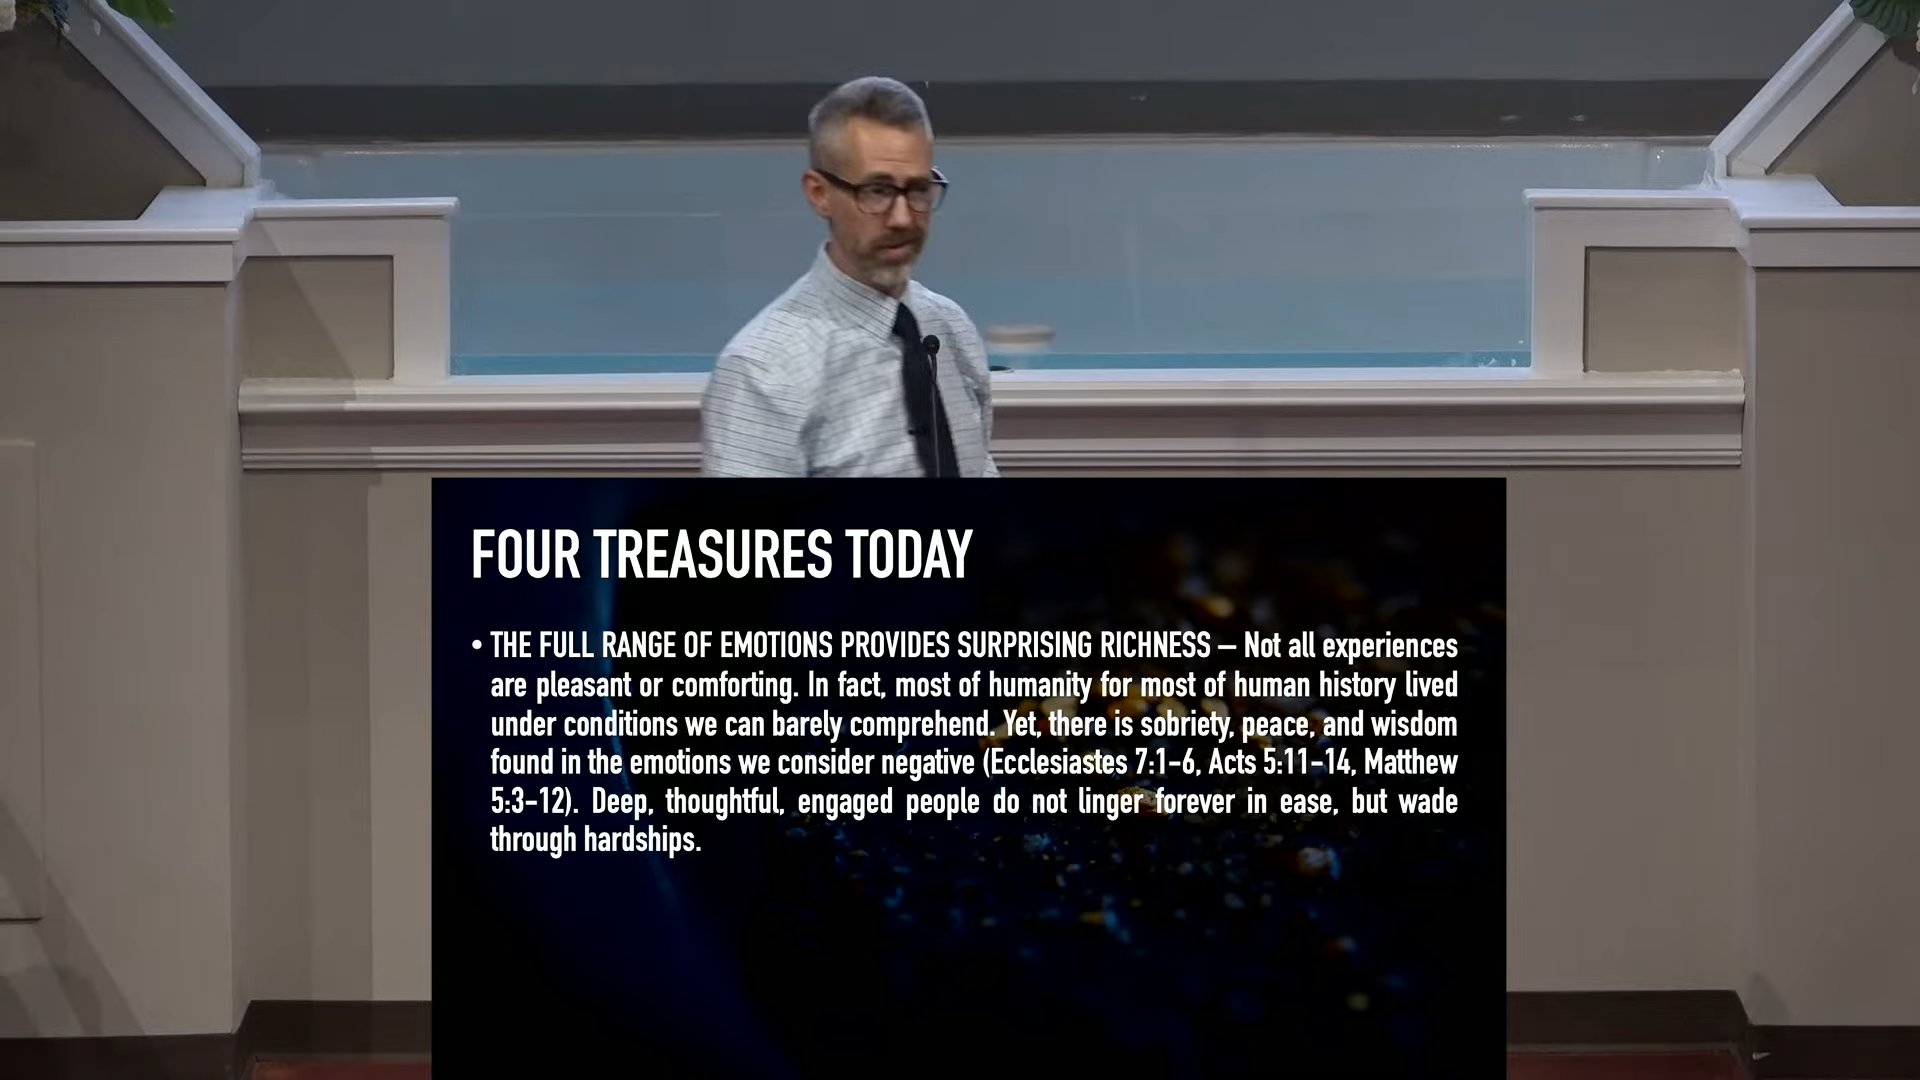 FOUR TREASURES TODAY
• THE FULL RANGE OF EMOTIONS PROVIDES SURPRISING RICHNESS – Not all experiences
are pleasant or comforting. In fact, most of humanity for most of human history lived
under conditions we can barely comprehend. Yet, there is sobriety, peace, and wisdom
found in the emotions we consider negative (Ecclesiastes 7:1-6, Acts 5:11-14, Matthew
5:3-12). Deep, thoughtful, engaged people do not linger forever in ease, but wade
through hardships.